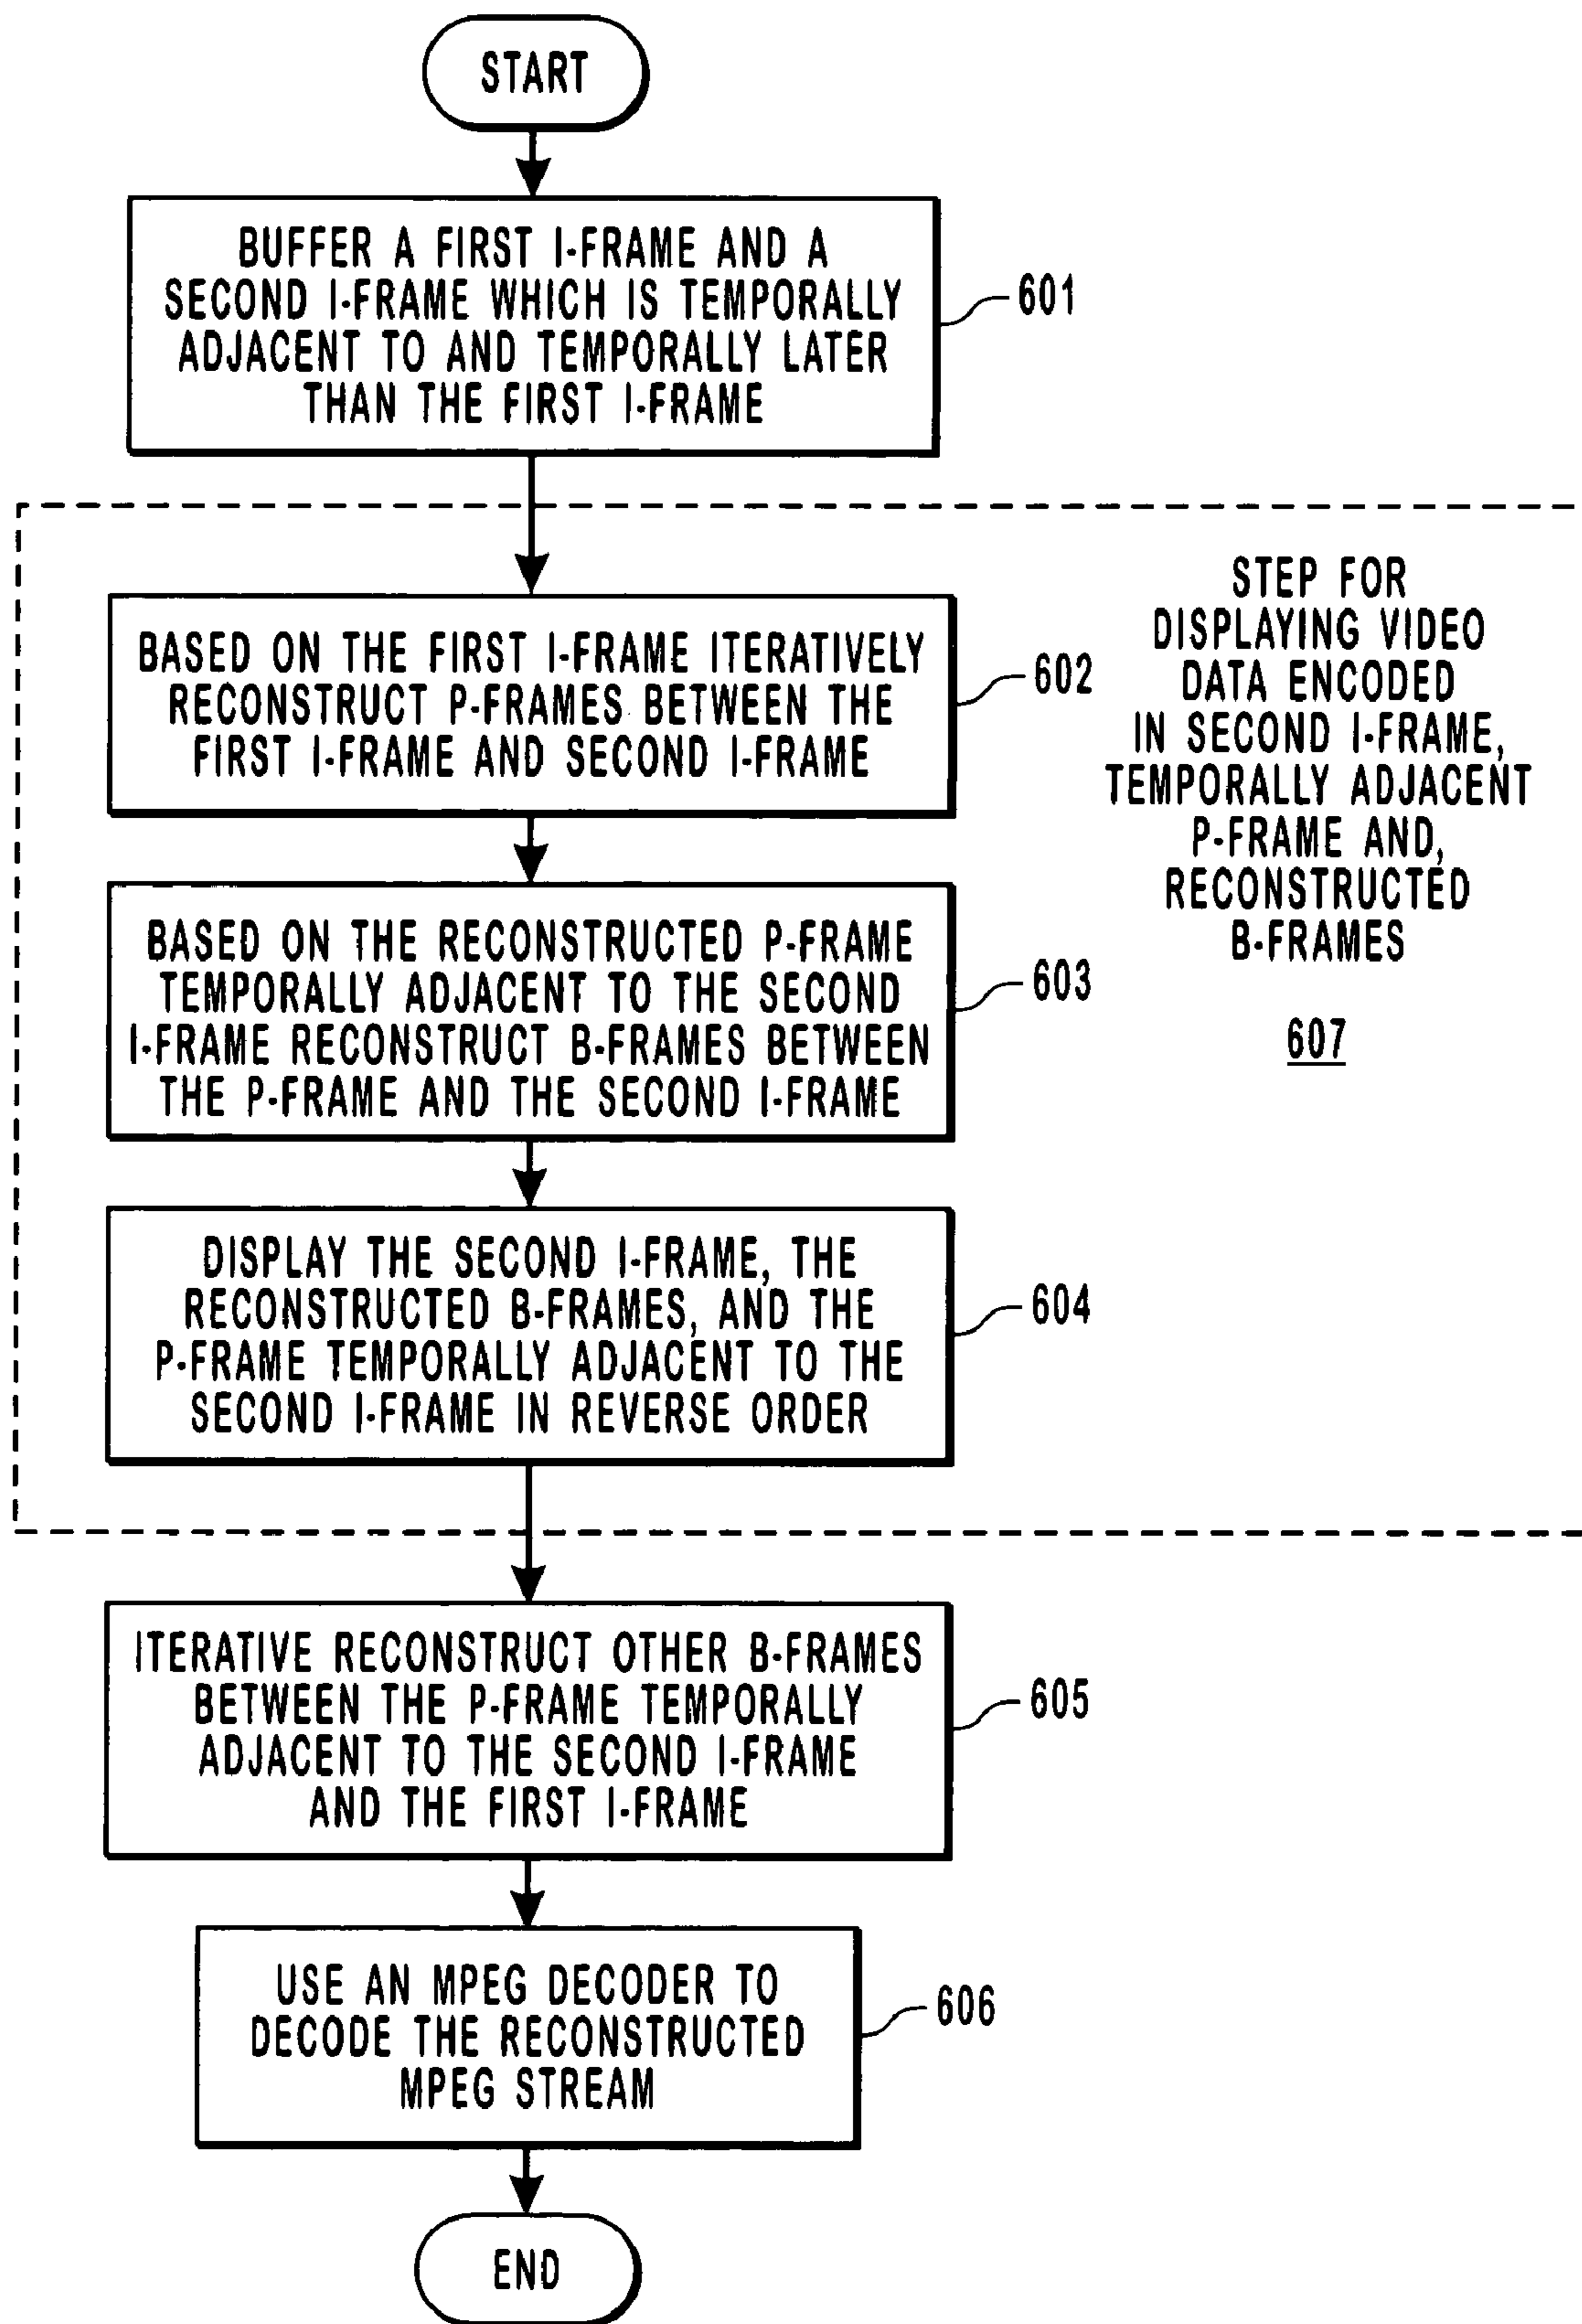 START
BUFFER A FIRST I-FRAME AND A
SECOND I-FRAME WHICH IS TEMPORALLY
ADJACENT TO AND TEMPORALLY LATER
THAN THE FIRST I-FRAME
601
BASED ON THE FIRST I-FRAME ITERATIVELY
RECONSTRUCT P-FRAMES BETWEEN THE
FIRST I-FRAME AND SECOND I-FRAME
602
STEP FOR
DISPLAYING VIDEO
DATA ENCODED
IN SECOND I-FRAME,
TEMPORALLY ADJACENT
P-FRAME AND,
RECONSTRUCTED
B-FRAMES
607
BASED ON THE RECONSTRUCTED P-FRAME
TEMPORALLY ADJACENT TO THE SECOND
I-FRAME RECONSTRUCT B-FRAMES BETWEEN
THE P-FRAME AND THE SECOND I-FRAME
603
DISPLAY THE SECOND I-FRAME, THE
RECONSTRUCTED B-FRAMES, AND THE
P-FRAME TEMPORALLY ADJACENT TO THE
SECOND I-FRAME IN REVERSE ORDER
604
ITERATIVE RECONSTRUCT OTHER B-FRAMES
BETWEEN THE P-FRAME TEMPORALLY
ADJACENT TO THE SECOND I-FRAME
AND THE FIRST I-FRAME
605
USE AN MPEG DECODER TO
DECODE THE RECONSTRUCTED
MPEG STREAM
606
END